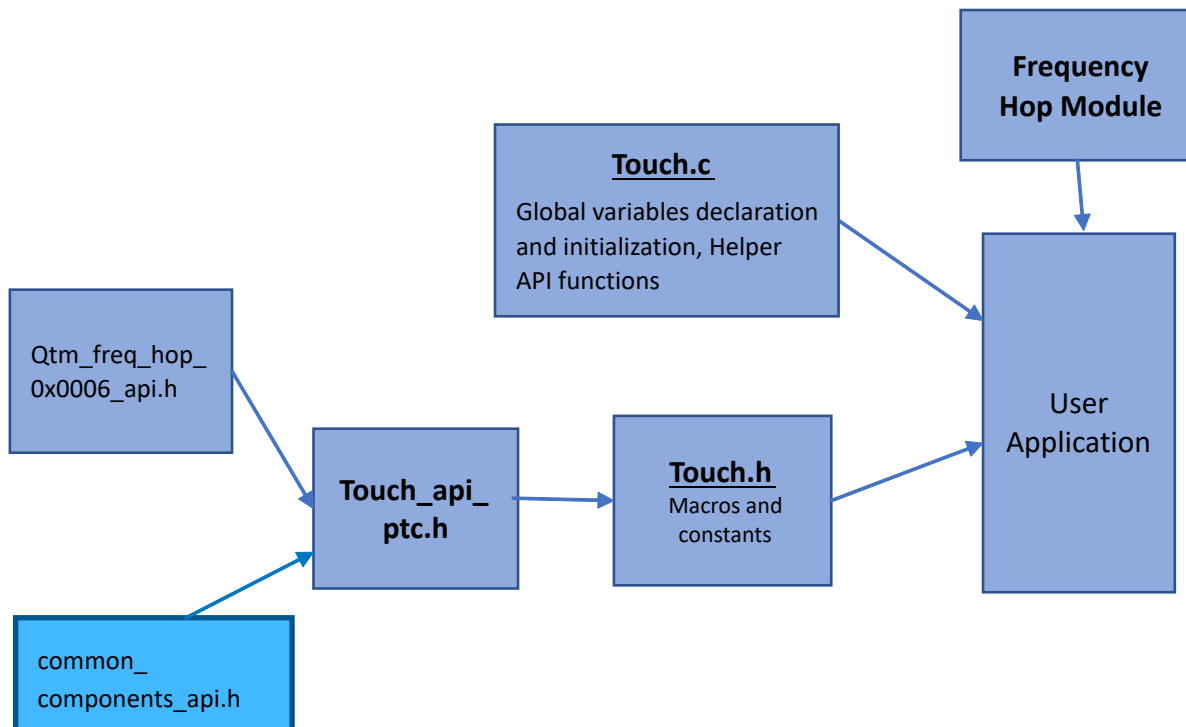 Frequency
Hop Module
Touch.c
Global variables declaration
and initialization, Helper
API functions
Qtm_freq_hop_
0x0006_api.h
User
Application
Touch_api_
ptc.h
Touch.h
Macros and
constants
common_
components_api.h